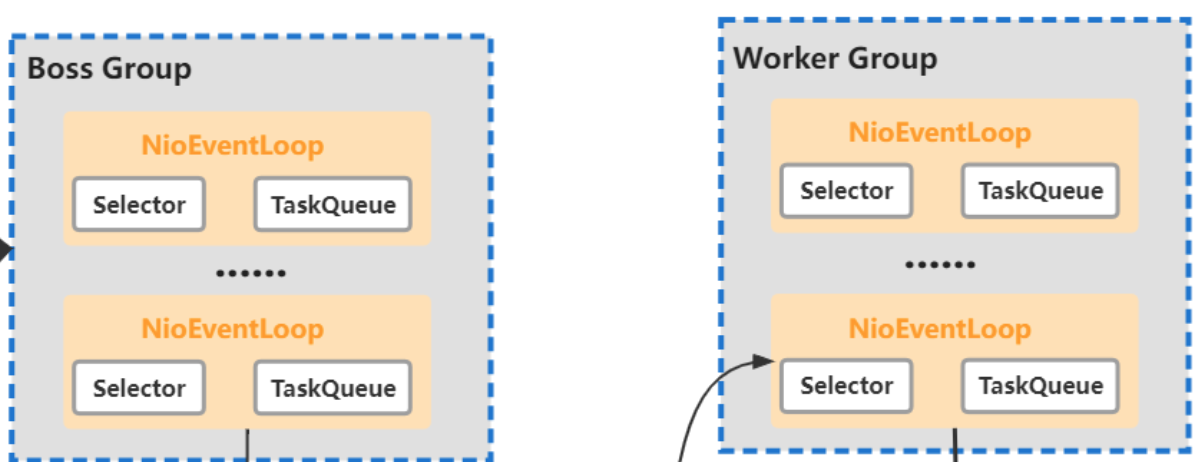 Boss Group
NioEventLoop
Selector TaskQueue
······
NioEventLoop
Selector TaskQueue
Worker Group
NioEventLoop
Selector TaskQueue
······
NioEventLoop
Selector TaskQueue